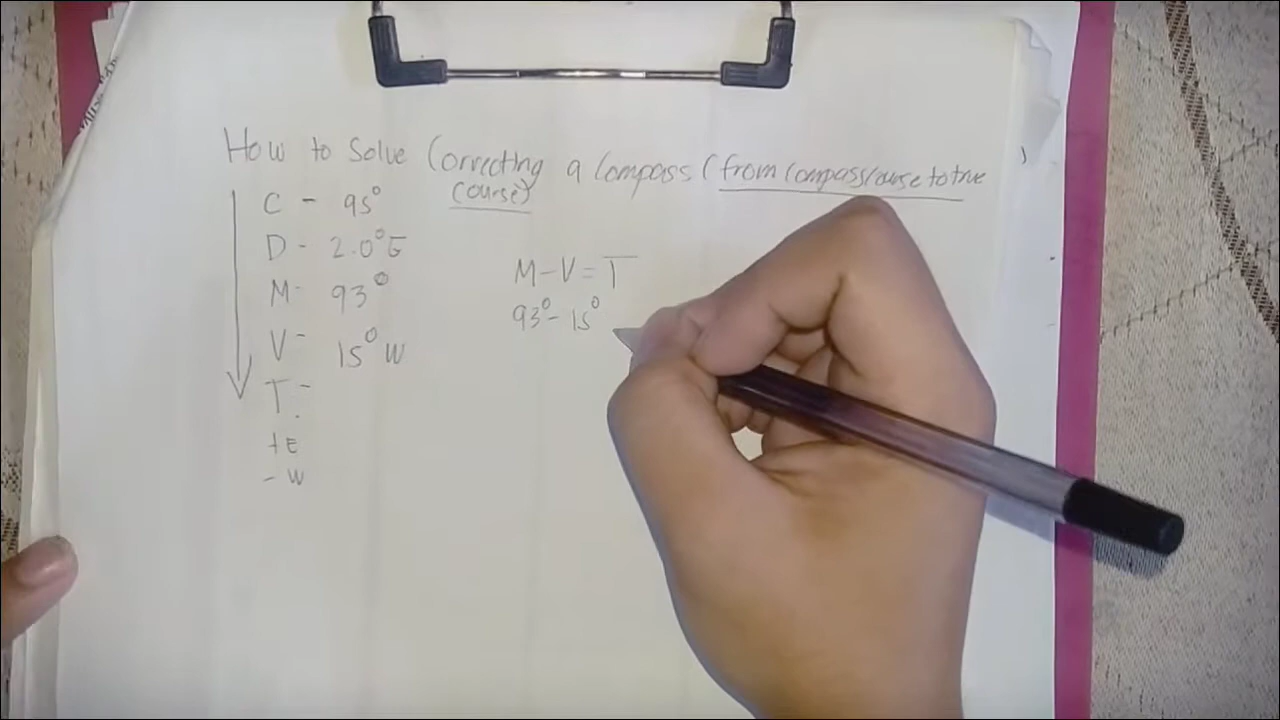 How to Solve Correcting a Compass (from Compass Course to true
Course)
C - 95°
D - 2.0° E
M - 93°
V - 15° W
T -
+E
- W
M - V = T
93° - 15°